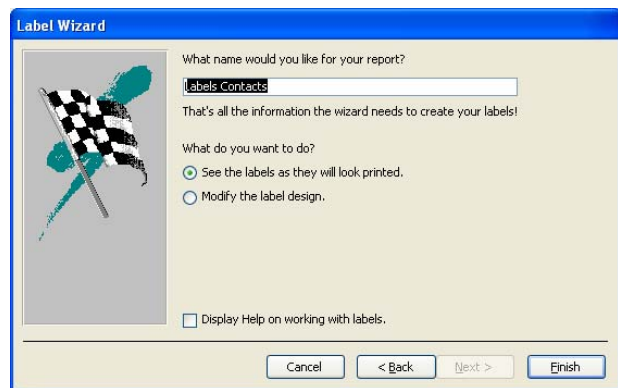 Label Wizard
What name would you like for your report?
Labels Contacts
That's all the information the wizard needs to create your labels!
What do you want to do?
See the labels as they will look printed.
Modify the label design.
Display Help on working with labels.
Cancel
< Back
Next >
Finish